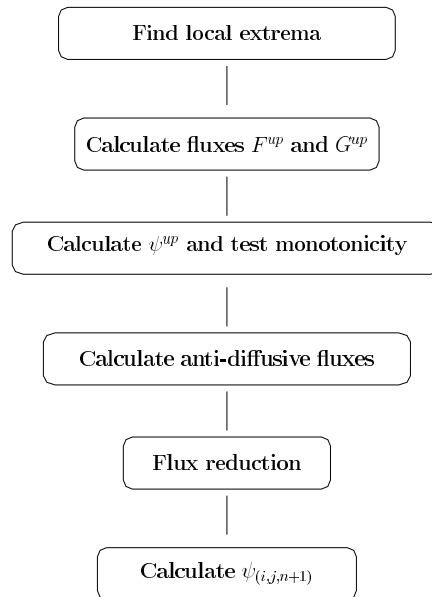 Find local extrema
Calculate fluxes F^{up} and G^{up}
Calculate ψ^{up} and test monotonicity
Calculate anti-diffusive fluxes
Flux reduction
Calculate ψ_{(i,j,n+1)}